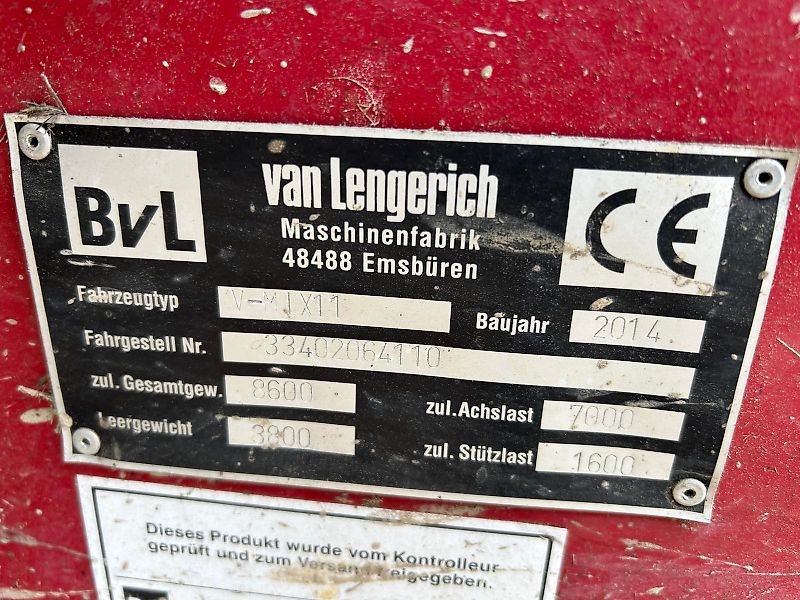 BvL
van Lengerich
Maschinenfabrik
48488 Emsbüren
CE
Fahrzeugtyp V-MIX11
Baujahr 2014
Fahrgestell Nr. 33402064110
zul. Gesamtgew. 8600
zul. Achslast 7000
Leergewicht 3800
zul. Stützlast 1600
Dieses Produkt wurde vom Kontrolleur
geprüft und zum Versand freigegeben.